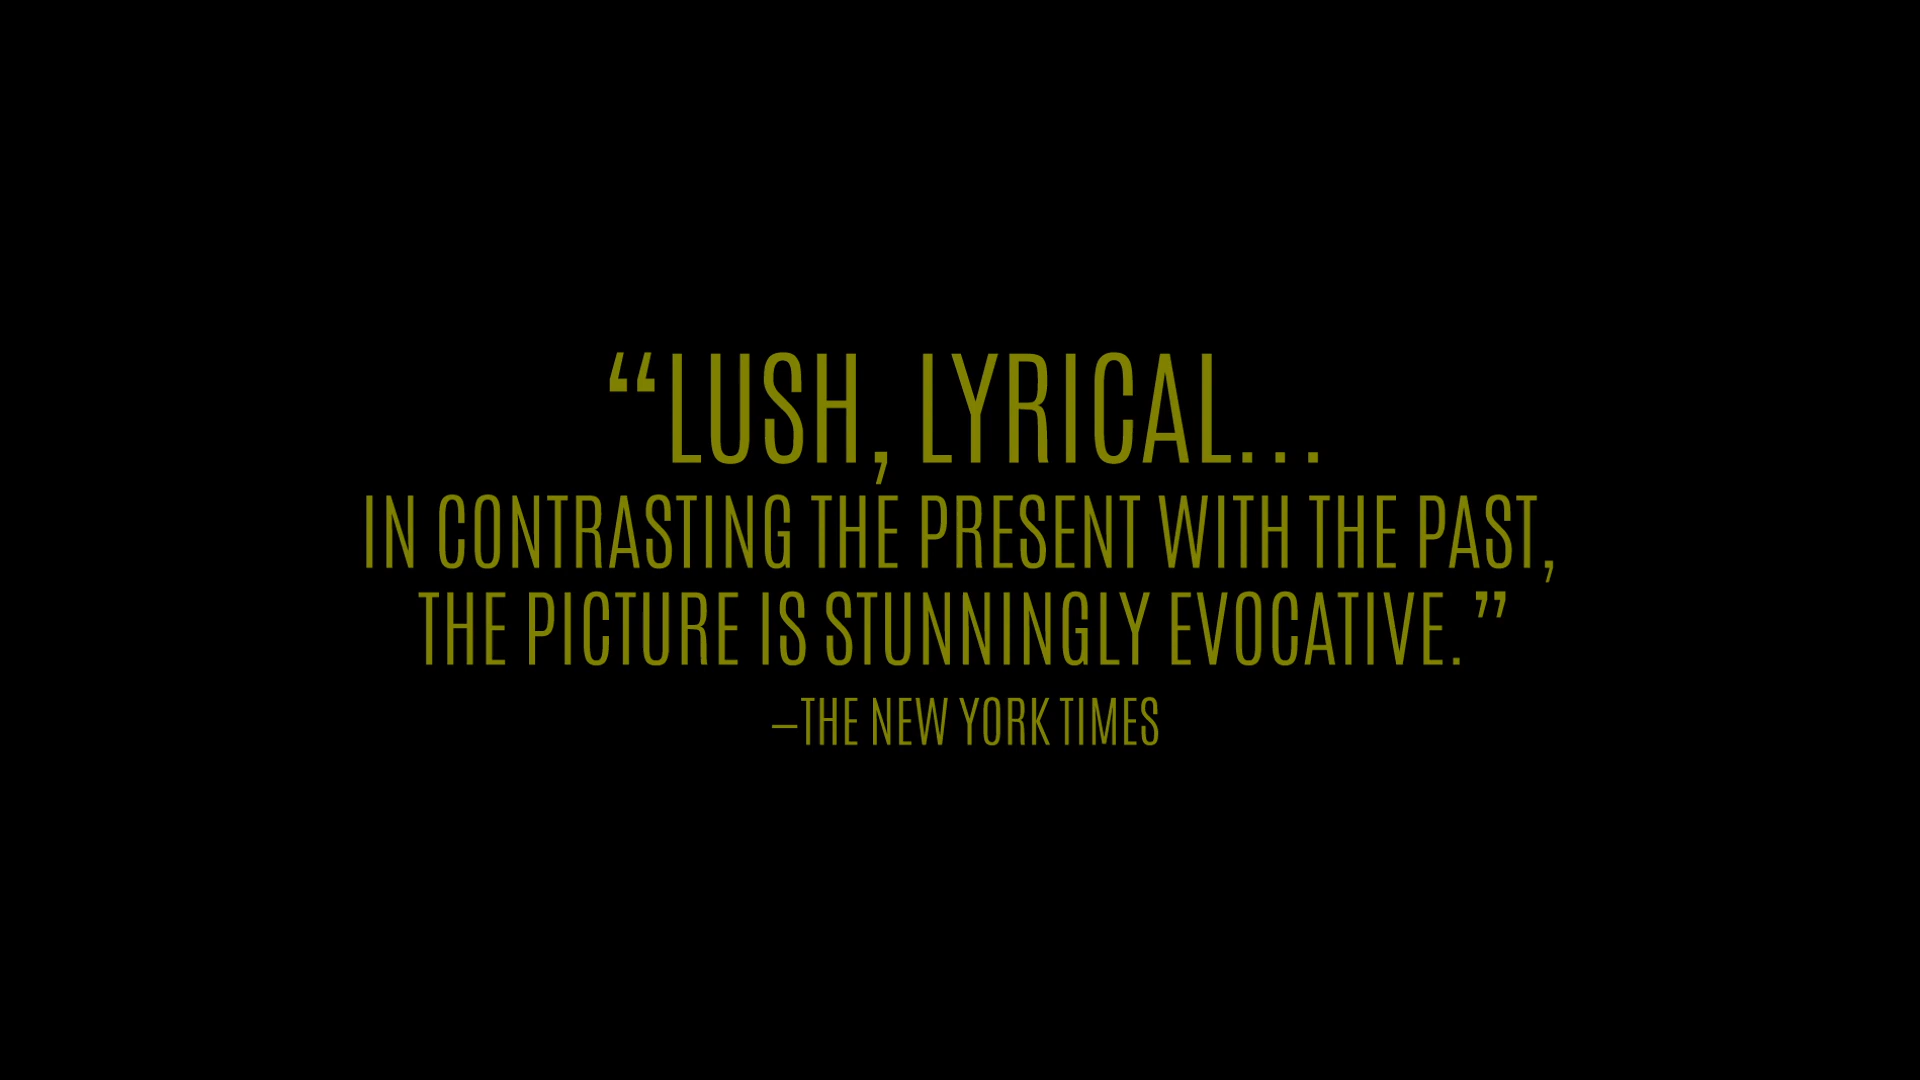 “LUSH, LYRICAL...
IN CONTRASTING THE PRESENT WITH THE PAST,
THE PICTURE IS STUNNINGLY EVOCATIVE.”
–THE NEW YORK TIMES